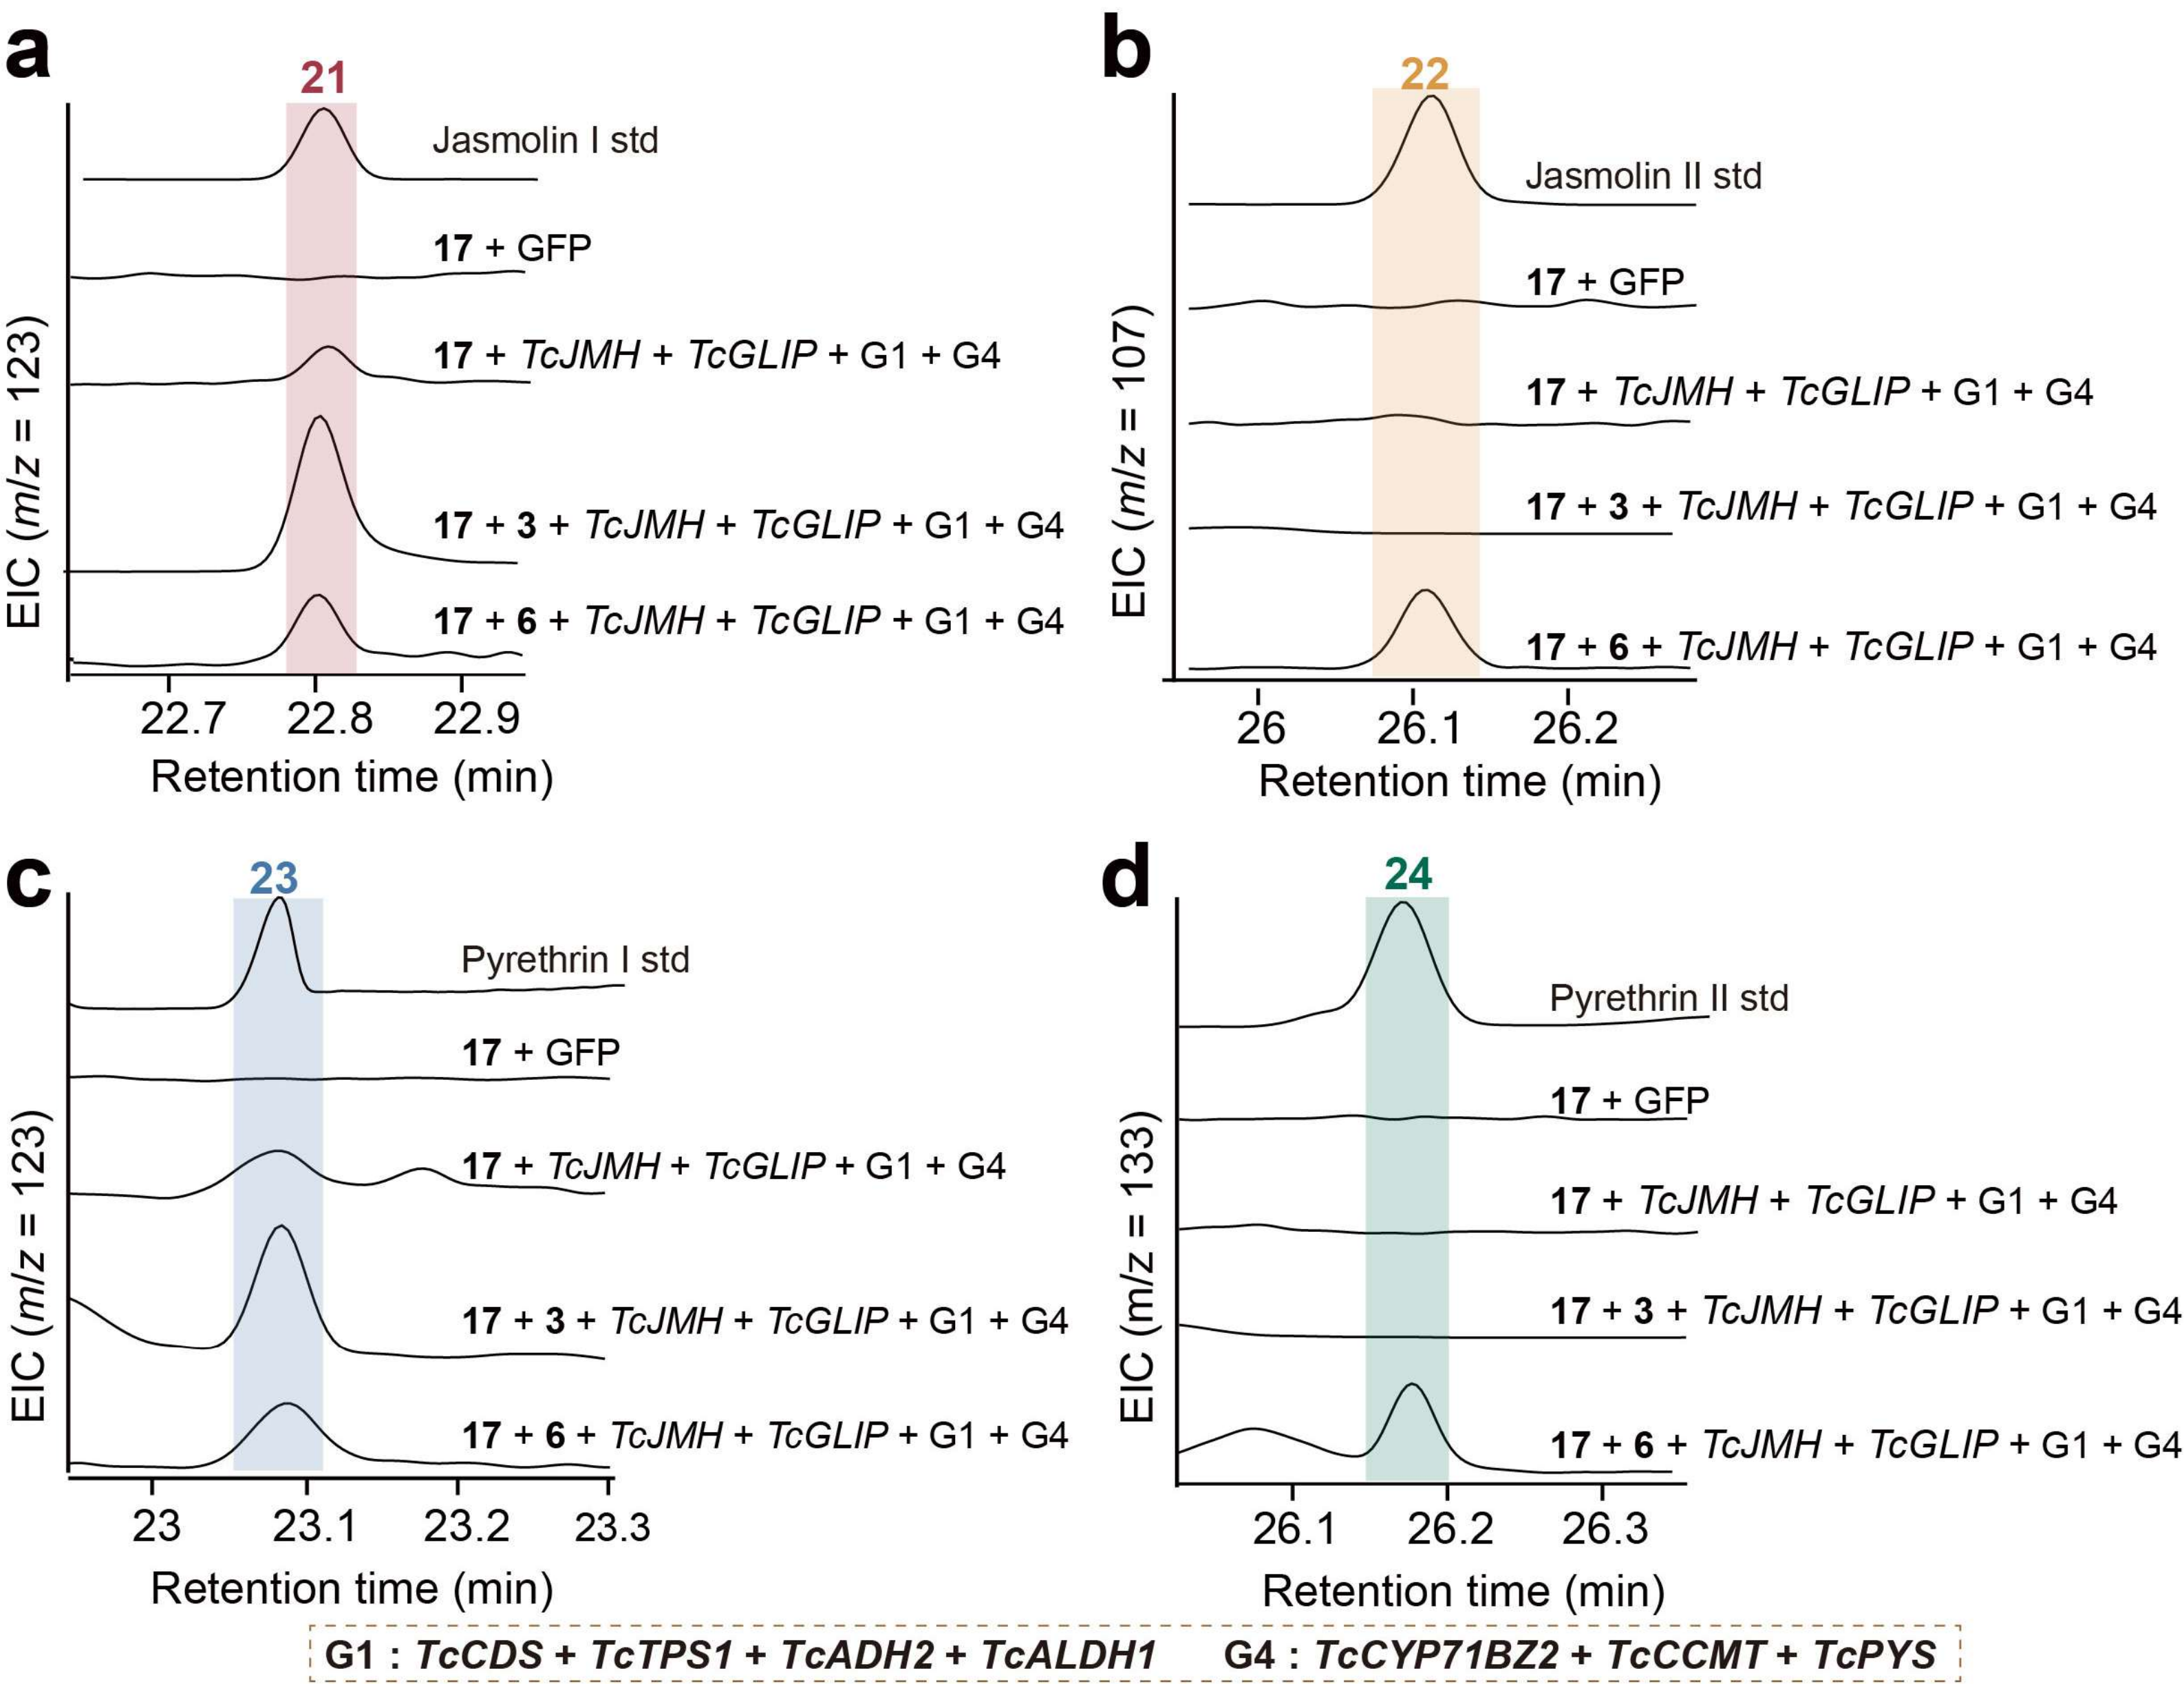 a
21
Jasmolin I std
17 + GFP
17 + TcJMH + TcGLIP + G1 + G4
17 + 3 + TcJMH + TcGLIP + G1 + G4
17 + 6 + TcJMH + TcGLIP + G1 + G4
EIC (m/z = 123)
22.7 22.8 22.9
Retention time (min)
b
22
Jasmolin II std
17 + GFP
17 + TcJMH + TcGLIP + G1 + G4
17 + 3 + TcJMH + TcGLIP + G1 + G4
17 + 6 + TcJMH + TcGLIP + G1 + G4
EIC (m/z = 107)
26 26.1 26.2
Retention time (min)
c
23
Pyrethrin I std
17 + GFP
17 + TcJMH + TcGLIP + G1 + G4
17 + 3 + TcJMH + TcGLIP + G1 + G4
17 + 6 + TcJMH + TcGLIP + G1 + G4
EIC (m/z = 123)
23 23.1 23.2 23.3
Retention time (min)
d
24
Pyrethrin II std
17 + GFP
17 + TcJMH + TcGLIP + G1 + G4
17 + 3 + TcJMH + TcGLIP + G1 + G4
17 + 6 + TcJMH + TcGLIP + G1 + G4
EIC (m/z = 133)
26.1 26.2 26.3
Retention time (min)
G1 : TcCDS + TcTPS1 + TcADH2 + TcALDH1 G4 : TcCYP71BZ2 + TcCCMT + TcPYS